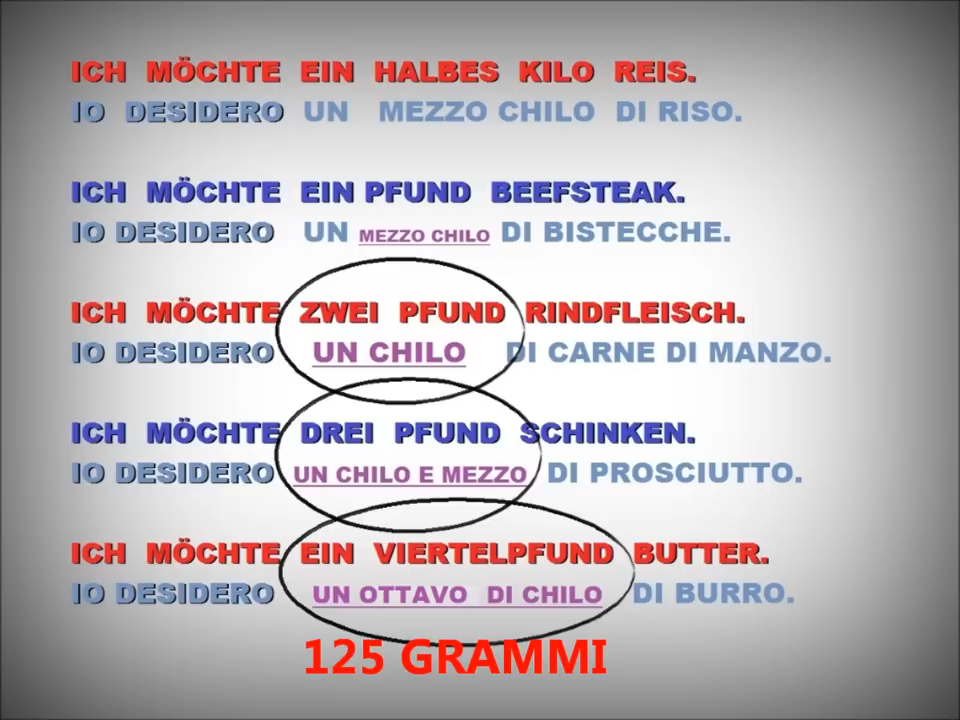 ICH MÖCHTE EIN HALBES KILO REIS.
IO DESIDERO UN MEZZO CHILO DI RISO.
ICH MÖCHTE EIN PFUND BEEFSTEAK.
IO DESIDERO UN MEZZO CHILO DI BISTECCHE.
ICH MÖCHTE ZWEI PFUND RINDFLEISCH.
IO DESIDERO UN CHILO DI CARNE DI MANZO.
ICH MÖCHTE DREI PFUND SCHINKEN.
IO DESIDERO UN CHILO E MEZZO DI PROSCIUTTO.
ICH MÖCHTE EIN VIERTELPFUND BUTTER.
IO DESIDERO UN OTTAVO DI CHILO DI BURRO.
125 GRAMMI